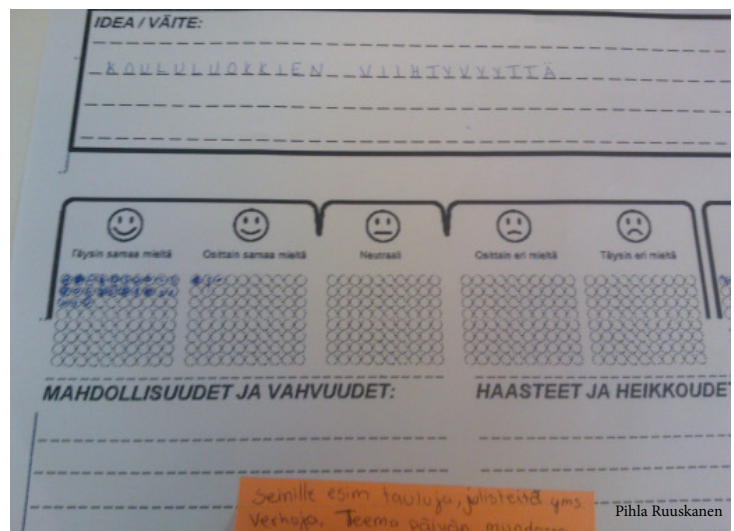 IDEA / VÄITE:
KOULULUOKKIEN VIIHTYVYYTTÄ
Täysin samaa mieltä
Osittain samaa mieltä
Neutraali
Osittain eri mieltä
Täysin eri mieltä
MAHDOLLISUUDET JA VAHVUUDET:
HAASTEET JA HEIKKOUDET
Seinille esim tauluja, julisteita yms.
Verhoja. Teema päivän
Pihla Ruuskanen